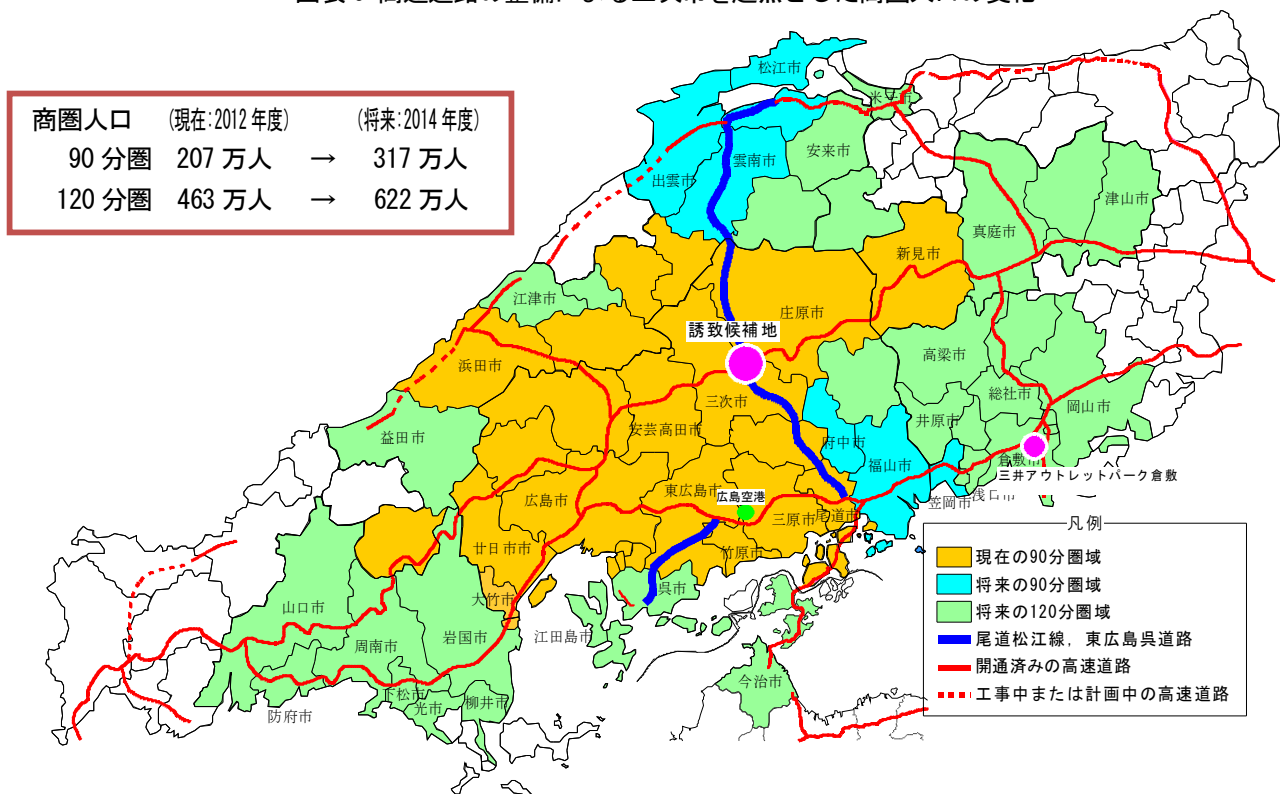 商圏人口 (現在:2012年度) (将来:2014年度)
90分圏 207万人 → 317万人
120分圏 463万人 → 622万人
松江市
米子市
安来市
雲南市
出雲市
津山市
真庭市
新見市
江津市
庄原市
誘致候補地
高梁市
浜田市
総社市
岡山市
三次市
井原市
安芸高田市
益田市
府中市
福山市
倉敷市
三井アウトレットパーク倉敷
浅口市
笠岡市
東広島市
広島空港
広島市
三原市
尾道市
廿日市市
竹原市
呉市
大竹市
山口市
江田島市
岩国市
周南市
今治市
下松市
光市
柳井市
防府市
凡例
現在の90分圏域
将来の90分圏域
将来の120分圏域
尾道松江線,東広島呉道路
開通済みの高速道路
工事中または計画中の高速道路